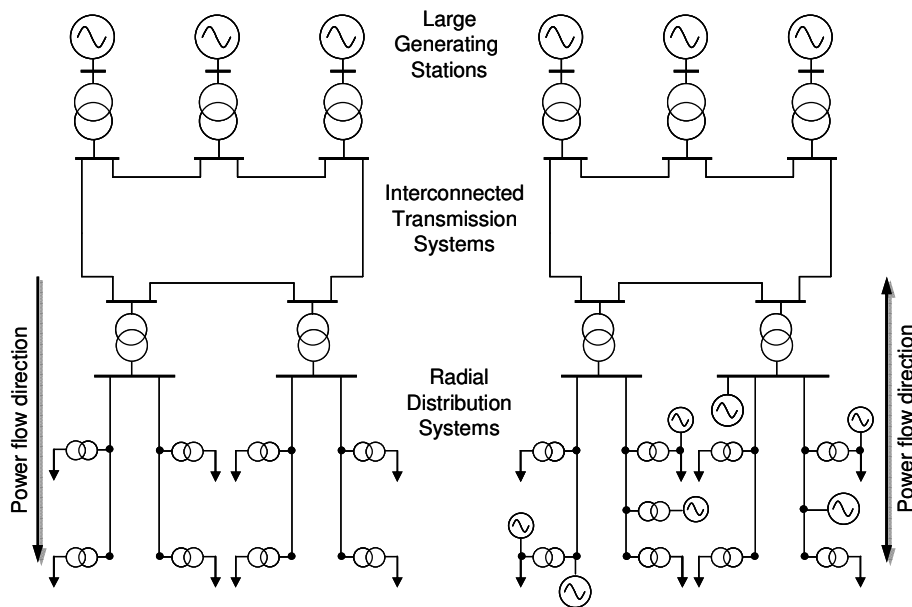 Large
Generating
Stations
Interconnected
Transmission
Systems
Power flow direction
Power flow direction
Radial
Distribution
Systems